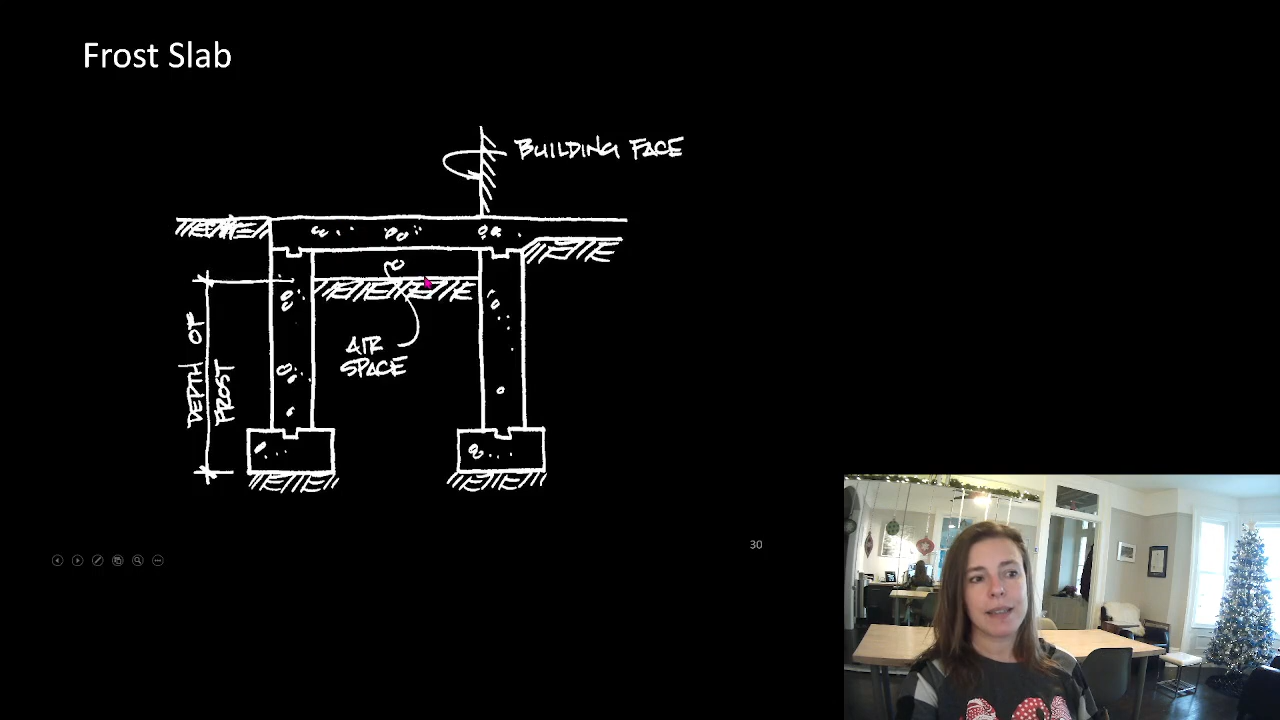 Frost Slab
BUILDING FACE
DEPTH OF
FROST
AIR
SPACE
30